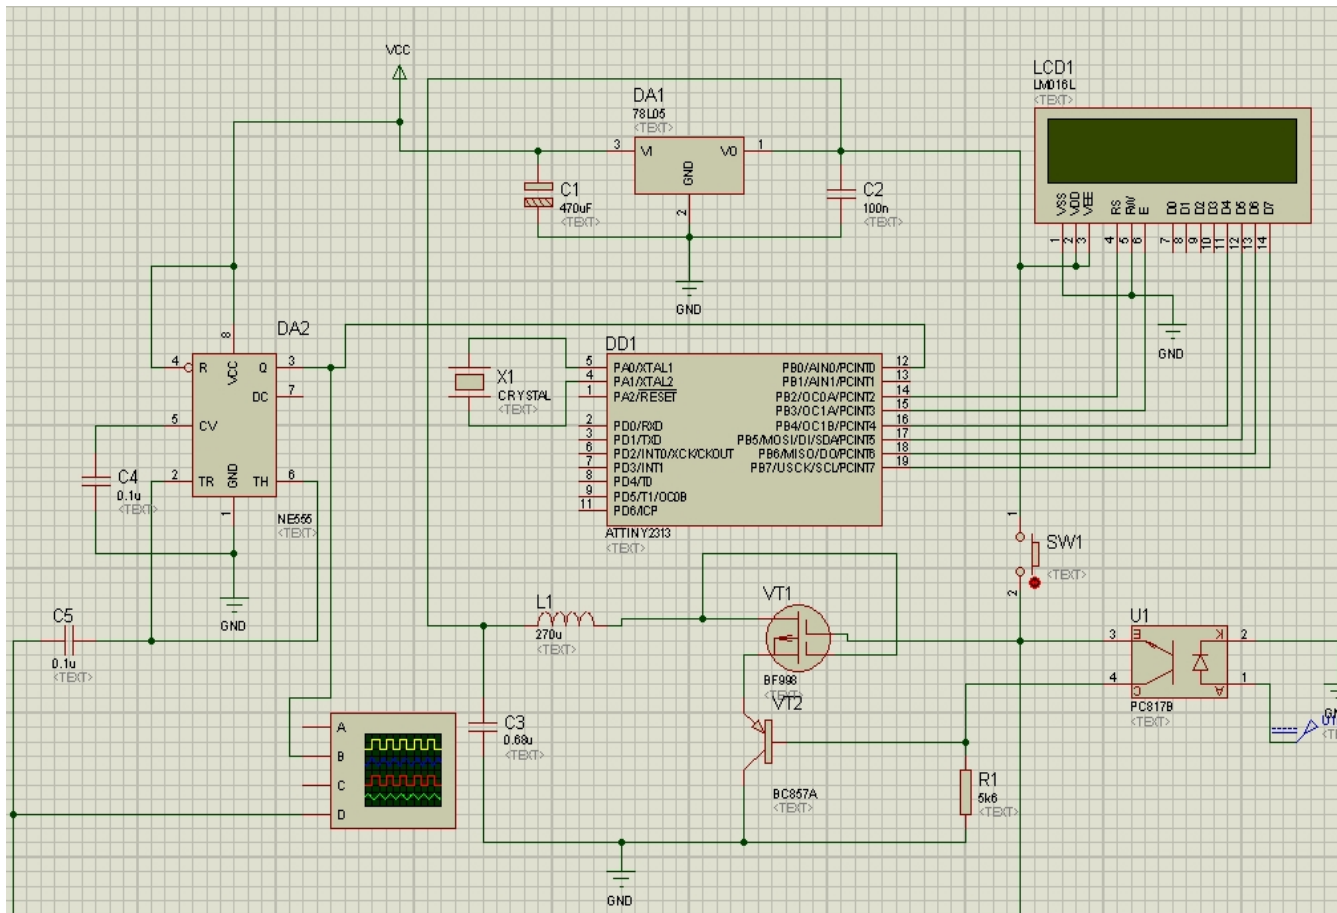 VCC
DA1
78L05
<TEXT>
3
VI
VO
1
GND
2
C1
470uF
<TEXT>
C2
100n
<TEXT>
GND
LCD1
LM016L
<TEXT>
VSS
VDD
VEE
RS
RW
E
D0
D1
D2
D3
D4
D5
D6
D7
1
2
3
4
5
6
7
8
9
10
11
12
13
14
GND
DA2
8
4
R
VCC
Q
3
DC
7
5
CV
2
TR
GND
TH
6
1
NE555
<TEXT>
C4
0.1u
<TEXT>
GND
C5
0.1u
<TEXT>
X1
CRYSTAL
<TEXT>
DD1
5
PA0/XTAL1
4
PA1/XTAL2
1
PA2/RESET
2
PD0/RXD
3
PD1/TXD
6
PD2/INT0/XCK/CKOUT
7
PD3/INT1
8
PD4/T0
9
PD5/T1/OC0B
11
PD6/ICP
PB0/AIN0/PCINT0
12
PB1/AIN1/PCINT1
13
PB2/OC0A/PCINT2
14
PB3/OC1A/PCINT3
15
PB4/OC1B/PCINT4
16
PB5/MOSI/DI/SDA/PCINT5
17
PB6/MISO/DO/PCINT6
18
PB7/USCK/SCL/PCINT7
19
ATTINY2313
<TEXT>
1
SW1
<TEXT>
2
L1
270u
<TEXT>
VT1
BF998
<TEXT>
VT2
BC857A
<TEXT>
U1
3
E
K
2
4
C
A
1
PC817B
<TEXT>
C3
0.68u
<TEXT>
R1
5k6
<TEXT>
A
B
C
D
GND